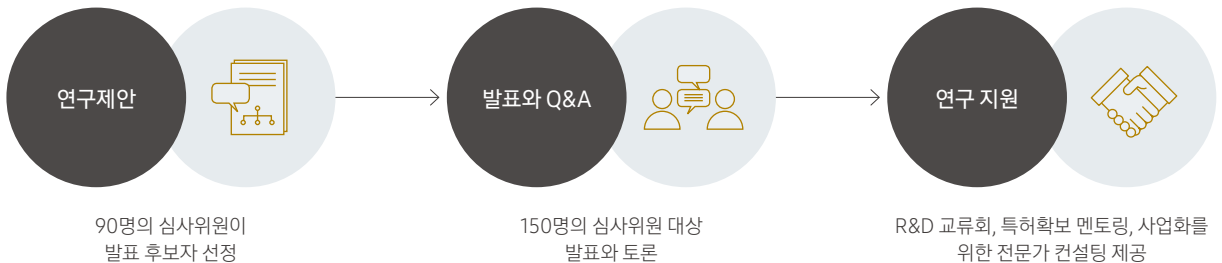 연구제안
90명의 심사위원이
발표 후보자 선정
발표와 Q&A
150명의 심사위원 대상
발표와 토론
연구 지원
R&D 교류회, 특허확보 멘토링, 사업화를
위한 전문가 컨설팅 제공